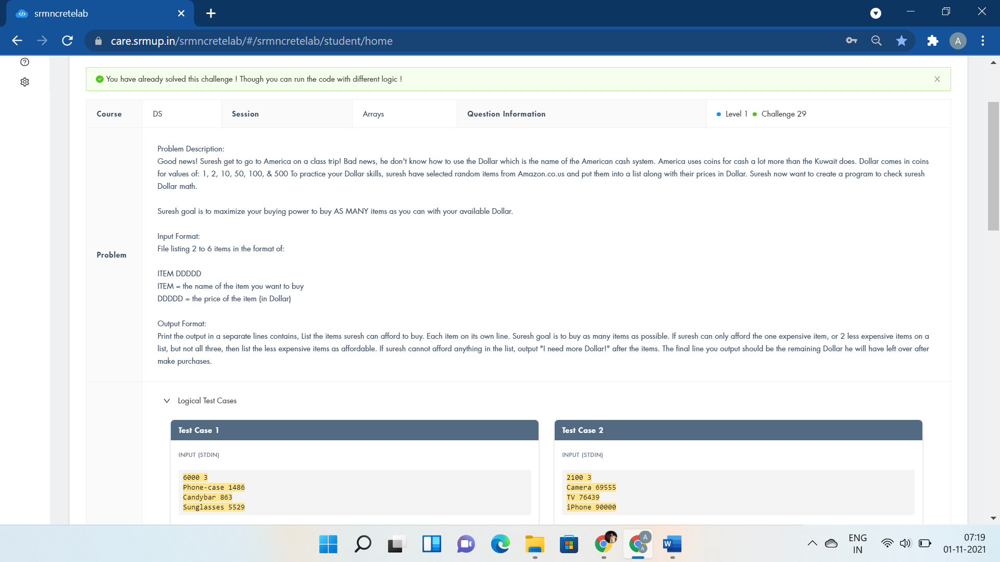 srmncretelab
care.srmup.in/srmncretelab/#/srmncretelab/student/home
A
You have already solved this challenge ! Though you can run the code with different logic !
Course DS Session Arrays Question Information Level 1 Challenge 29
Problem
Problem Description:
Good news! Suresh get to go to America on a class trip! Bad news, he don't know how to use the Dollar which is the name of the American cash system. America uses coins for cash a lot more than the Kuwait does. Dollar comes in coins
for values of: 1, 2, 10, 50, 100, & 500 To practice your Dollar skills, suresh have selected random items from Amazon.co.us and put them into a list along with their prices in Dollar. Suresh now want to create a program to check suresh
Dollar math.
Suresh goal is to maximize your buying power to buy AS MANY items as you can with your available Dollar.
Input Format:
File listing 2 to 6 items in the format of:
ITEM DDDDD
ITEM = the name of the item you want to buy
DDDDD = the price of the item (in Dollar)
Output Format:
Print the output in a separate lines contains, List the items suresh can afford to buy. Each item on its own line. Suresh goal is to buy as many items as possible. If suresh can only afford the one expensive item, or 2 less expensive items on a
list, but not all three, then list the less expensive items as affordable. If suresh cannot afford anything in the list, output "I need more Dollar!" after the items. The final line you output should be the remaining Dollar he will have left over after
make purchases.
Logical Test Cases
Test Case 1
INPUT (STDIN)
6000 3
Phone-case 1486
Candybar 863
Sunglasses 5529
Test Case 2
INPUT (STDIN)
2100 3
Camera 69555
TV 76439
iPhone 90000
A
A
W
ENG
IN
07:19
01-11-2021